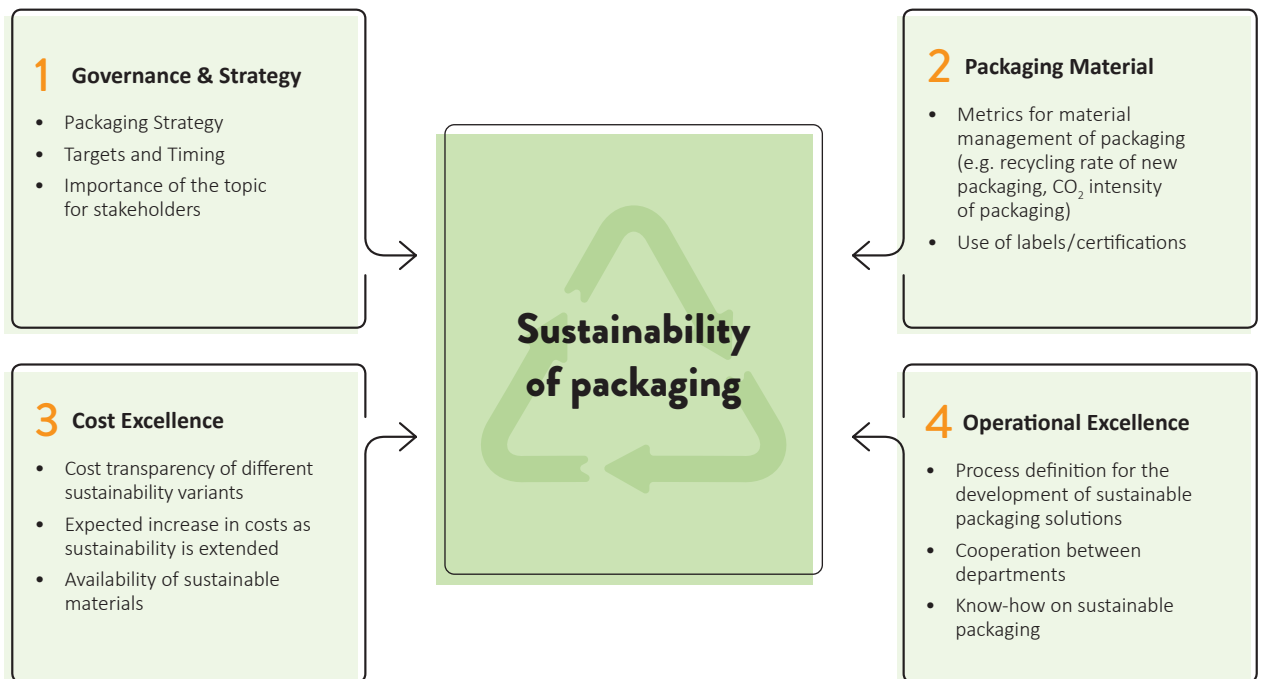 1 Governance & Strategy
• Packaging Strategy
• Targets and Timing
• Importance of the topic
for stakeholders
2 Packaging Material
• Metrics for material
management of packaging
(e.g. recycling rate of new
packaging, CO₂ intensity
of packaging)
• Use of labels/certifications
Sustainability
of packaging
3 Cost Excellence
• Cost transparency of different
sustainability variants
• Expected increase in costs as
sustainability is extended
• Availability of sustainable
materials
4 Operational Excellence
• Process definition for the
development of sustainable
packaging solutions
• Cooperation between
departments
• Know-how on sustainable
packaging